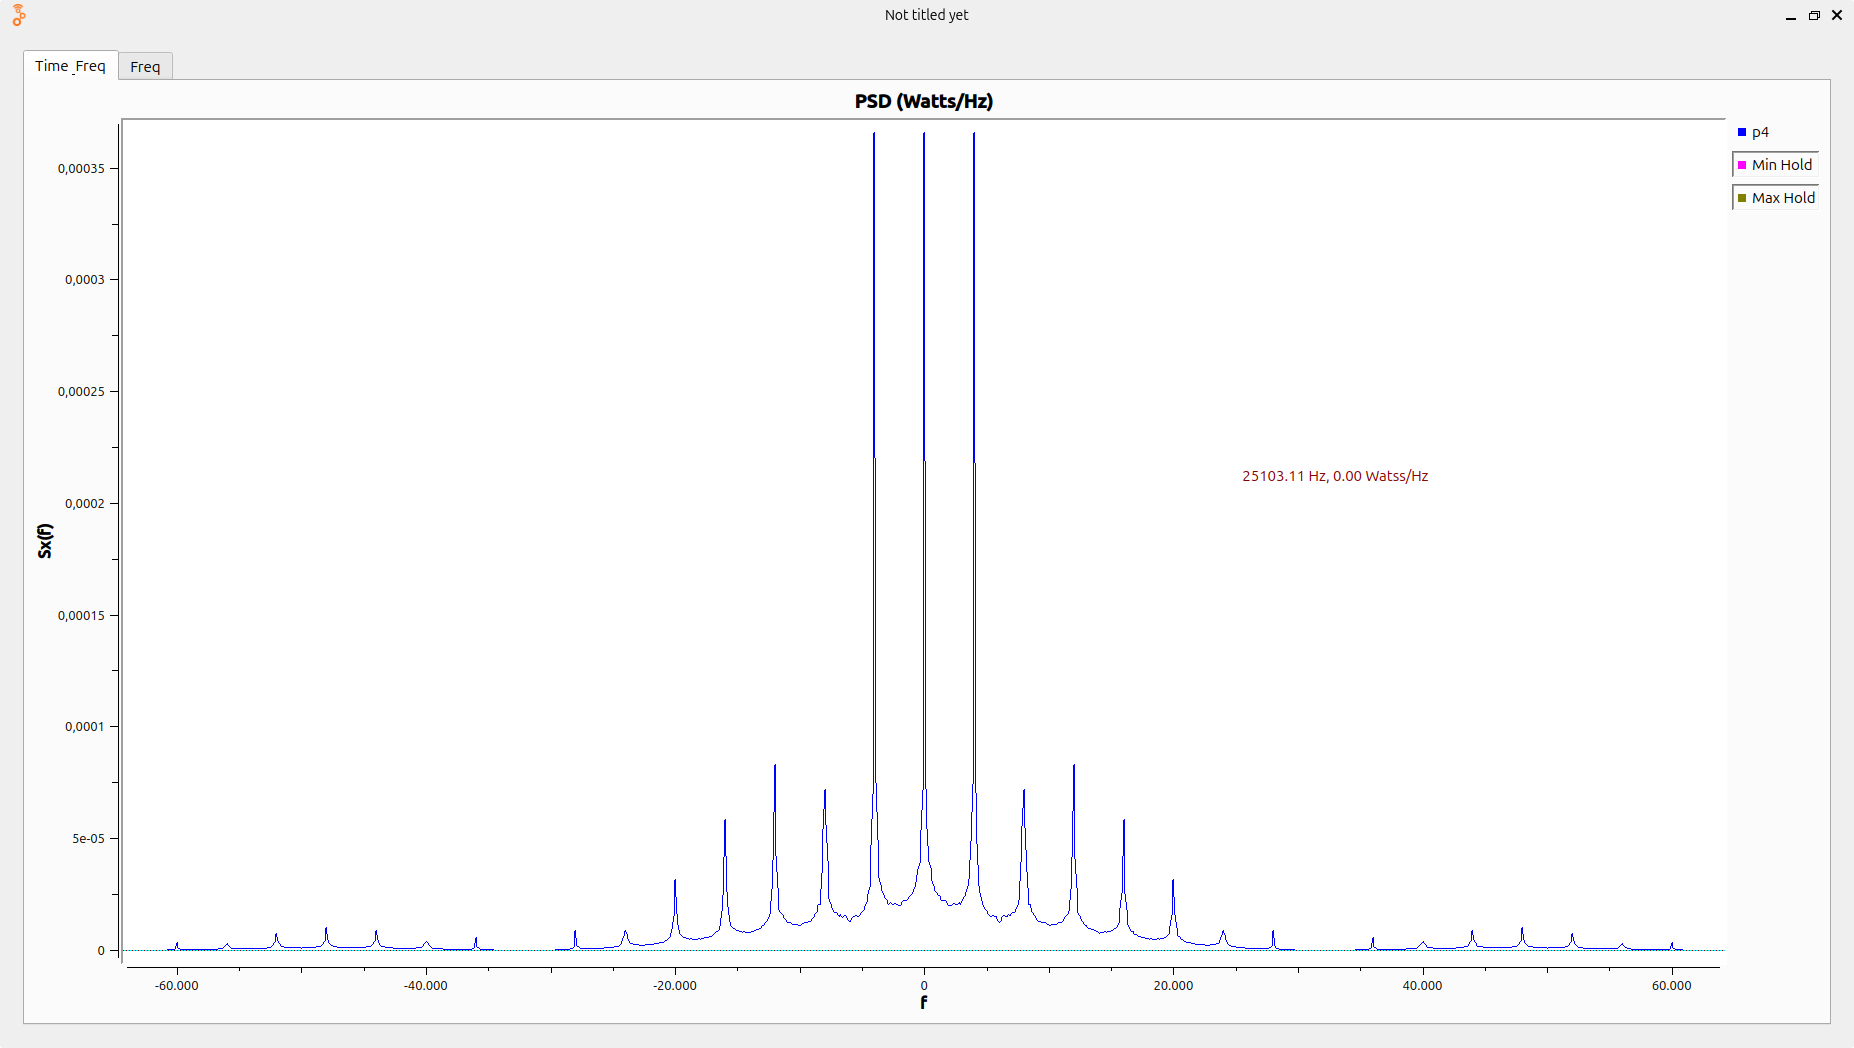 Not titled yet
Time_Freq
Freq
PSD (Watts/Hz)
p4
Min Hold
Max Hold
0,00035
0,0003
0,00025
25103.11 Hz, 0.00 Watss/Hz
0,0002
Sx(f)
0,00015
0,0001
5e-05
0
-60.000
-40.000
-20.000
0
20.000
40.000
60.000
f